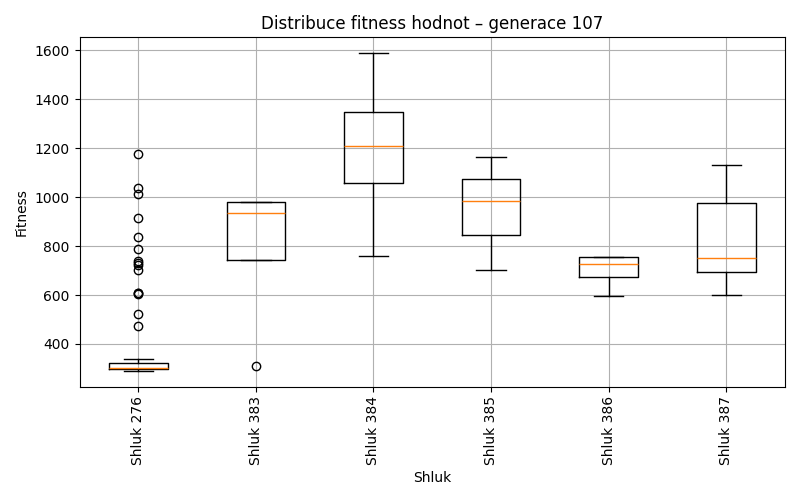 Distribuce fitness hodnot – generace 107
Fitness
1600
1400
1200
1000
800
600
400
Shluk 276
Shluk 383
Shluk 384
Shluk 385
Shluk 386
Shluk 387
Shluk